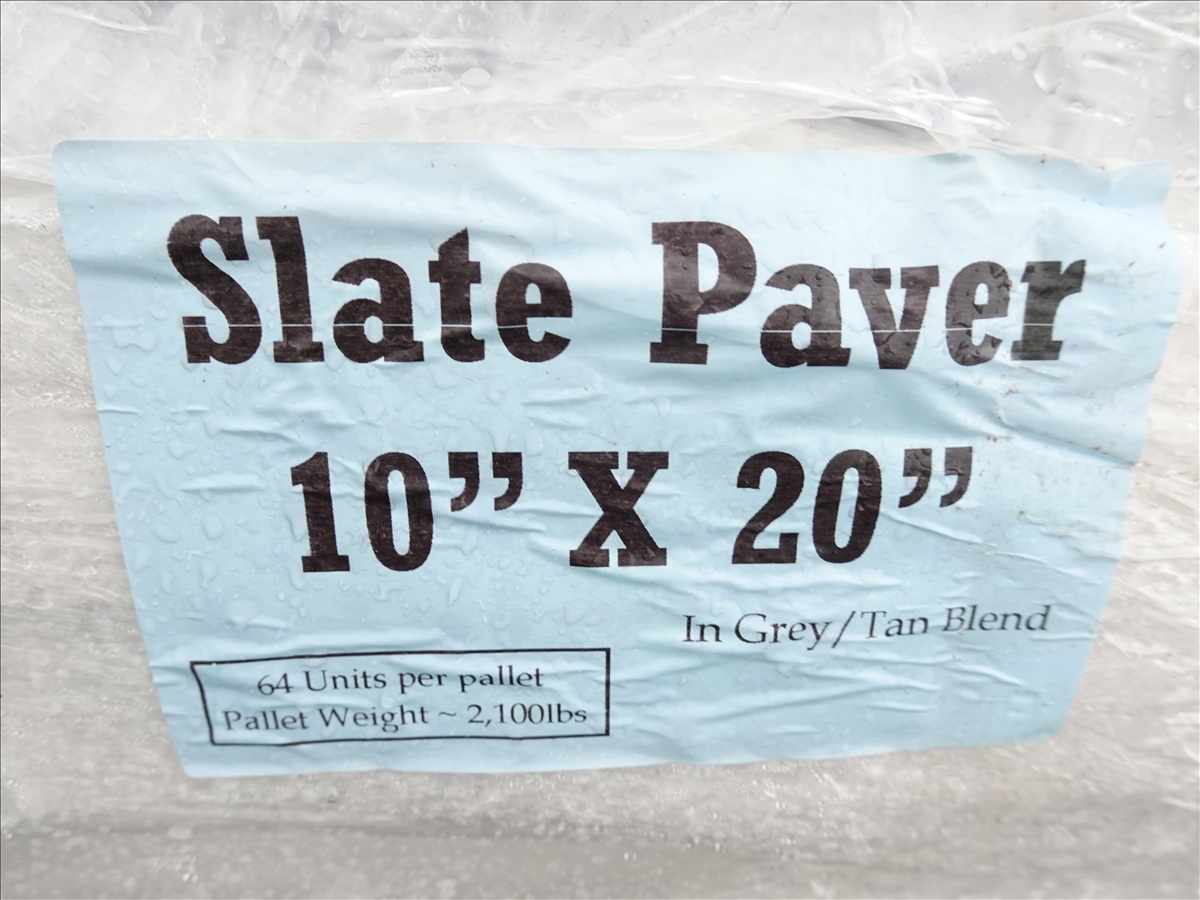 Slate Paver
10” X 20”
In Grey/Tan Blend
64 Units per pallet
Pallet Weight ~ 2,100lbs